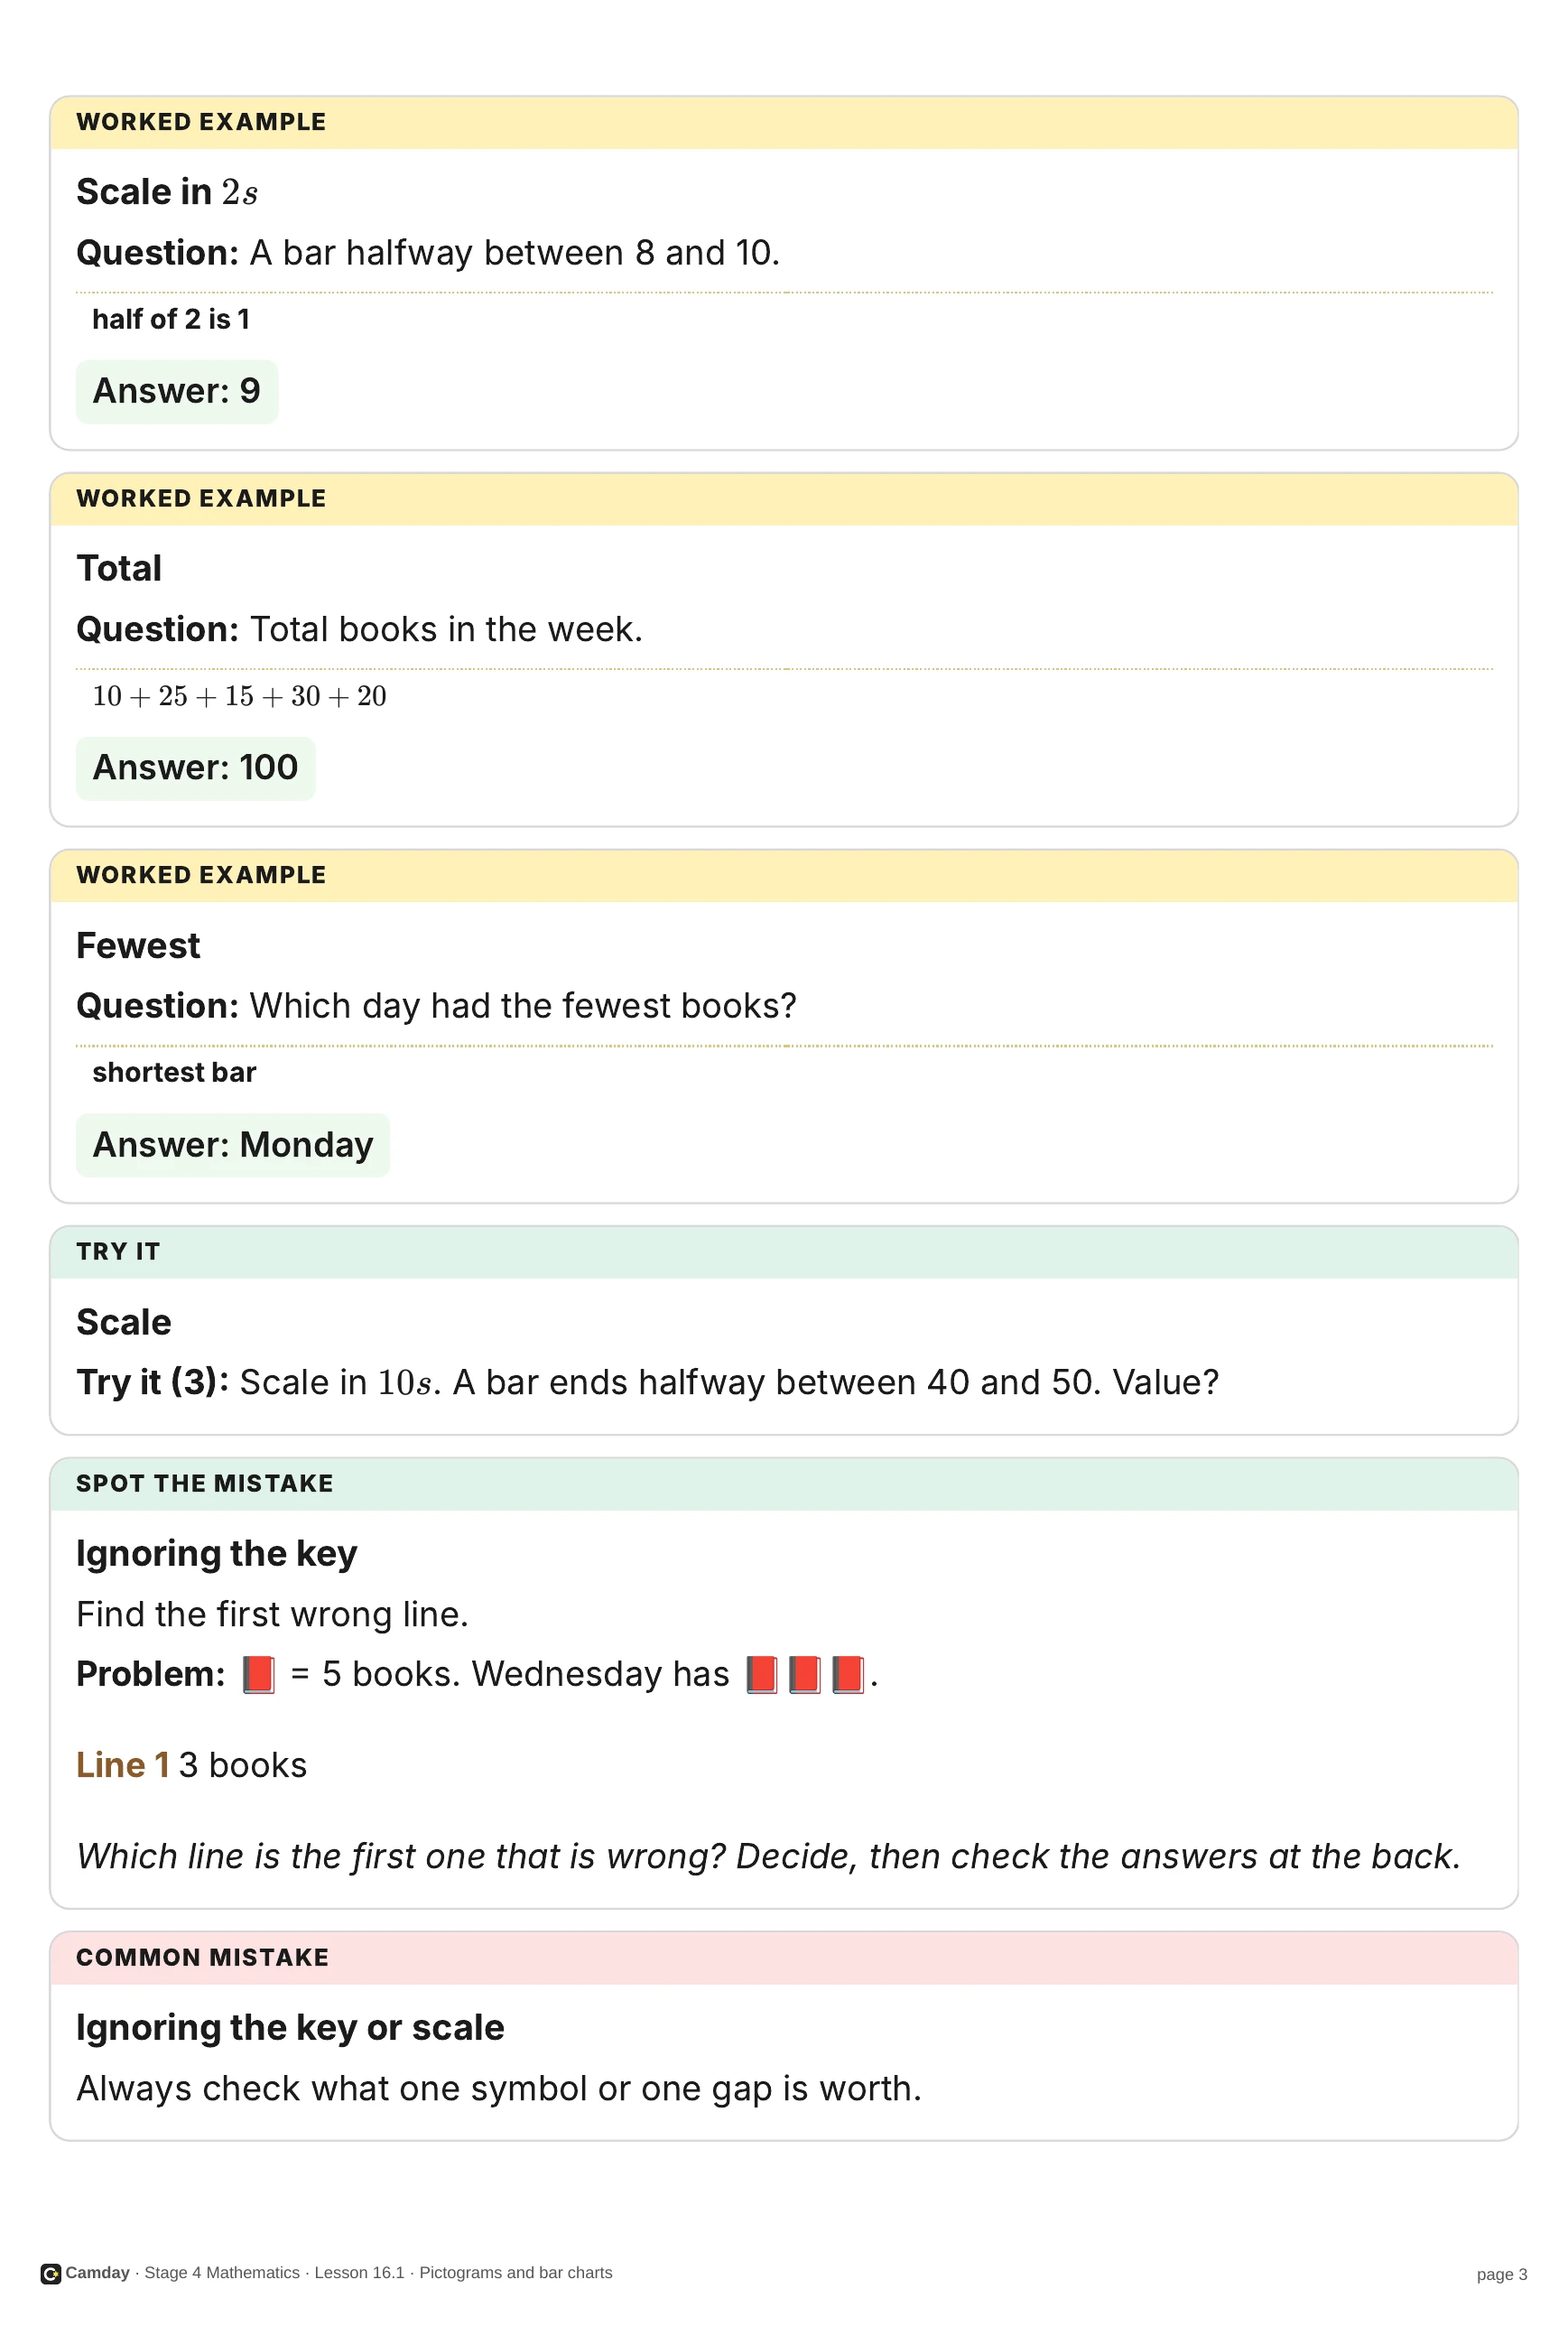 WORKED EXAMPLE
Scale in 2s
Question: A bar halfway between 8 and 10.
half of 2 is 1
Answer: 9
WORKED EXAMPLE
Total
Question: Total books in the week.
10 + 25 + 15 + 30 + 20
Answer: 100
WORKED EXAMPLE
Fewest
Question: Which day had the fewest books?
shortest bar
Answer: Monday
TRY IT
Scale
Try it (3): Scale in 10s. A bar ends halfway between 40 and 50. Value?
SPOT THE MISTAKE
Ignoring the key
Find the first wrong line.
Problem: 📕 = 5 books. Wednesday has 📕📕📕.
Line 1 3 books
Which line is the first one that is wrong? Decide, then check the answers at the back.
COMMON MISTAKE
Ignoring the key or scale
Always check what one symbol or one gap is worth.
Camday · Stage 4 Mathematics · Lesson 16.1 · Pictograms and bar charts
page 3